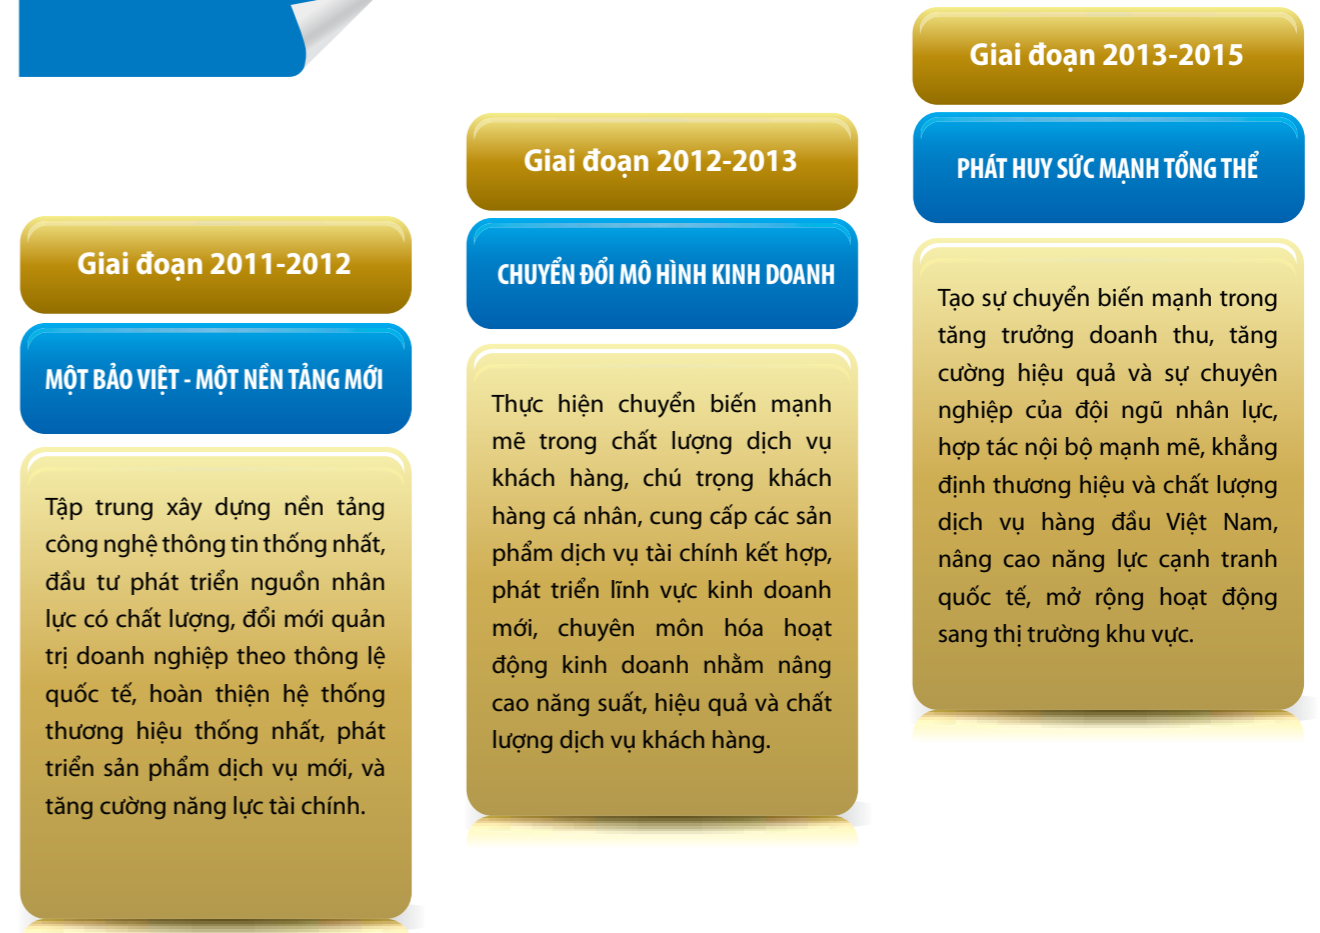 Giai đoạn 2011-2012
MỘT BẢO VIỆT - MỘT NỀN TẢNG MỚI
Tập trung xây dựng nền tảng
công nghệ thông tin thống nhất,
đầu tư phát triển nguồn nhân
lực có chất lượng, đổi mới quản
trị doanh nghiệp theo thông lệ
quốc tế, hoàn thiện hệ thống
thương hiệu thống nhất, phát
triển sản phẩm dịch vụ mới, và
tăng cường năng lực tài chính.
Giai đoạn 2012-2013
CHUYỂN ĐỔI MÔ HÌNH KINH DOANH
Thực hiện chuyển biến mạnh
mẽ trong chất lượng dịch vụ
khách hàng, chú trọng khách
hàng cá nhân, cung cấp các sản
phẩm dịch vụ tài chính kết hợp,
phát triển lĩnh vực kinh doanh
mới, chuyên môn hóa hoạt
động kinh doanh nhằm nâng
cao năng suất, hiệu quả và chất
lượng dịch vụ khách hàng.
Giai đoạn 2013-2015
PHÁT HUY SỨC MẠNH TỔNG THỂ
Tạo sự chuyển biến mạnh trong
tăng trưởng doanh thu, tăng
cường hiệu quả và sự chuyên
nghiệp của đội ngũ nhân lực,
hợp tác nội bộ mạnh mẽ, khẳng
định thương hiệu và chất lượng
dịch vụ hàng đầu Việt Nam,
nâng cao năng lực cạnh tranh
quốc tế, mở rộng hoạt động
sang thị trường khu vực.